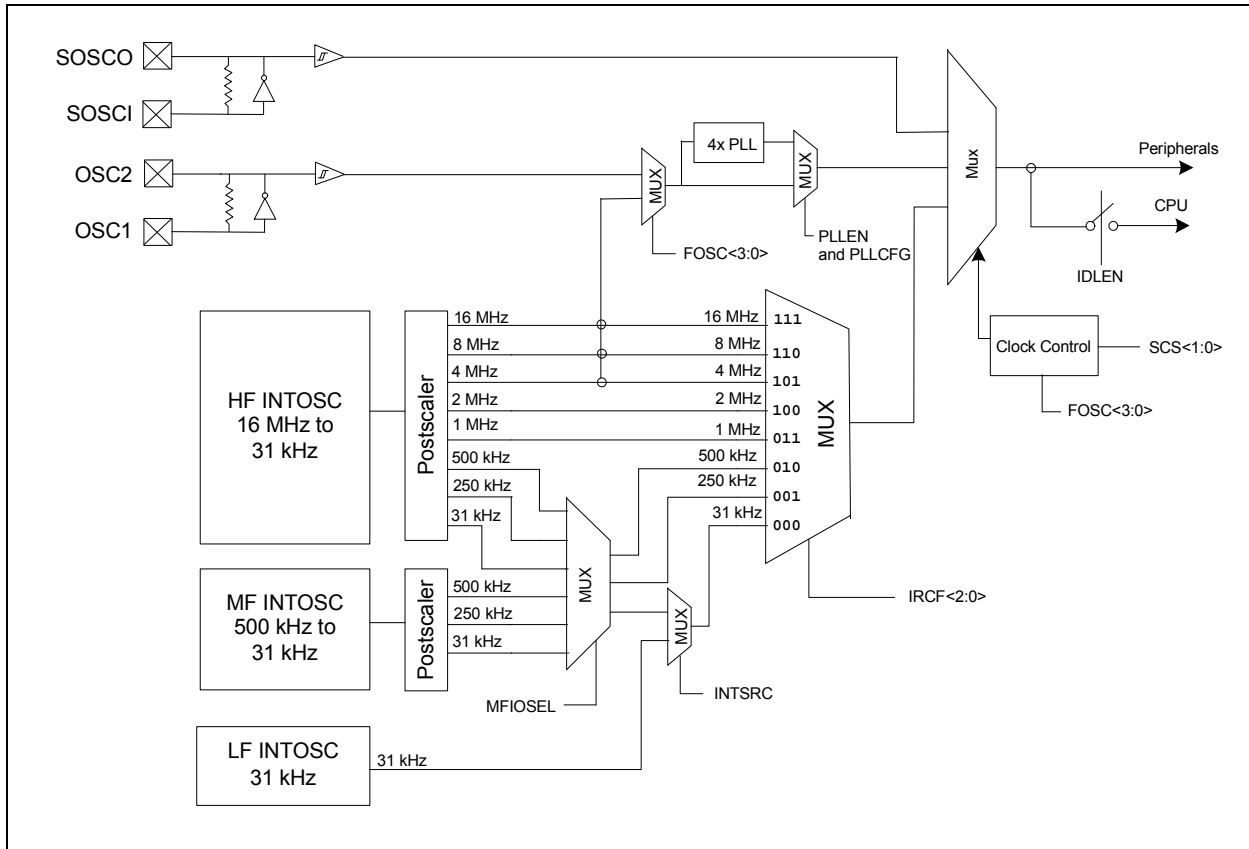 SOSCO
SOSCI
OSC2
OSC1
4x PLL
MUX
MUX
Mux
Peripherals
CPU
FOSC<3:0>
PLLEN
and PLLCFG
IDLEN
Clock Control
SCS<1:0>
FOSC<3:0>
HF INTOSC
16 MHz to
31 kHz
Postscaler
16 MHz
8 MHz
4 MHz
2 MHz
1 MHz
500 kHz
250 kHz
31 kHz
16 MHz
8 MHz
4 MHz
2 MHz
1 MHz
500 kHz
250 kHz
31 kHz
111
110
101
100
011
010
001
000
MUX
IRCF<2:0>
MF INTOSC
500 kHz to
31 kHz
Postscaler
500 kHz
250 kHz
31 kHz
MUX
MFIOSEL
MUX
INTSRC
LF INTOSC
31 kHz
31 kHz